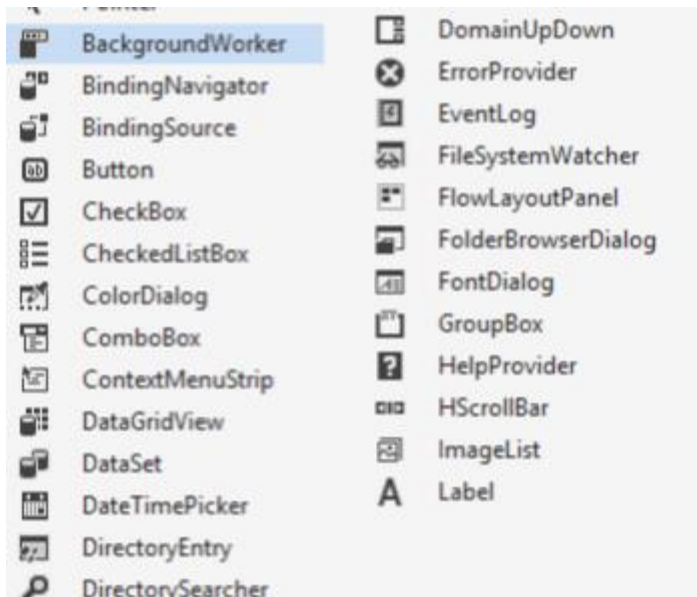 Pointer
BackgroundWorker
BindingNavigator
BindingSource
Button
CheckBox
CheckedListBox
ColorDialog
ComboBox
ContextMenuStrip
DataGridView
DataSet
DateTimePicker
DirectoryEntry
DirectorySearcher
DomainUpDown
ErrorProvider
EventLog
FileSystemWatcher
FlowLayoutPanel
FolderBrowserDialog
FontDialog
GroupBox
HelpProvider
HScrollBar
ImageList
Label